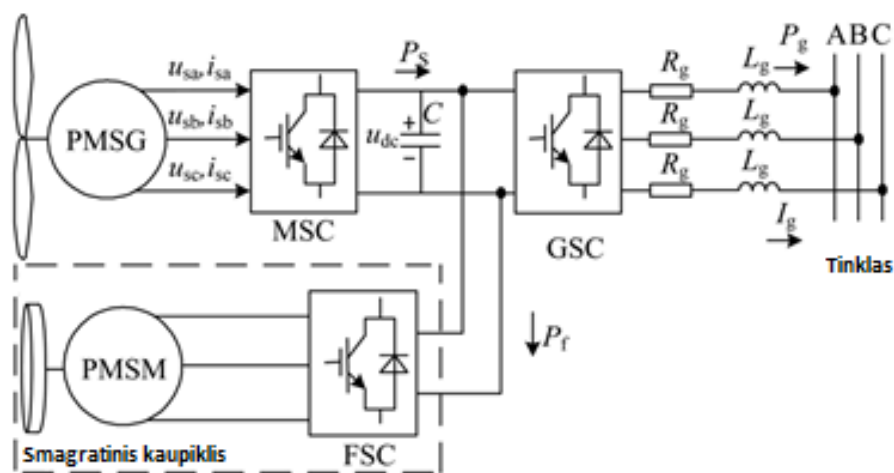 P_S
P_g
A B C
u_sa, i_sa
R_g
L_g
PMSG
u_sb, i_sb
u_dc
+
−
C
R_g
L_g
u_sc, i_sc
R_g
L_g
MSC
GSC
I_g
Tinklas
PMSM
P_f
Smagratinis kaupiklis
FSC